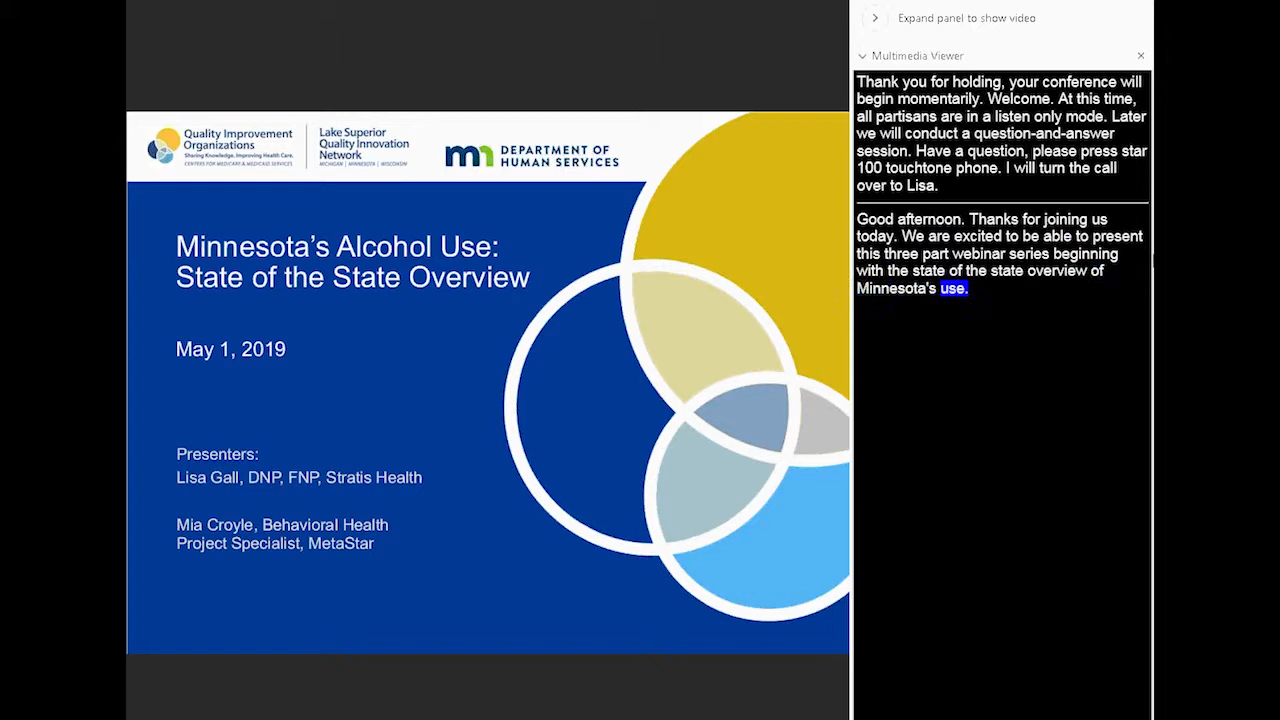 Quality Improvement
Organizations
Sharing Knowledge. Improving Health Care.
CENTERS FOR MEDICARE & MEDICAID SERVICES
Lake Superior
Quality Innovation
Network
MICHIGAN | MINNESOTA | WISCONSIN
mn DEPARTMENT OF
HUMAN SERVICES
Minnesota's Alcohol Use:
State of the State Overview
May 1, 2019
Presenters:
Lisa Gall, DNP, FNP, Stratis Health
Mia Croyle, Behavioral Health
Project Specialist, MetaStar
Expand panel to show video
Multimedia Viewer
Thank you for holding, your conference will
begin momentarily. Welcome. At this time,
all partisans are in a listen only mode. Later
we will conduct a question-and-answer
session. Have a question, please press star
100 touchtone phone. I will turn the call
over to Lisa.
Good afternoon. Thanks for joining us
today. We are excited to be able to present
this three part webinar series beginning
with the state of the state overview of
Minnesota's use.